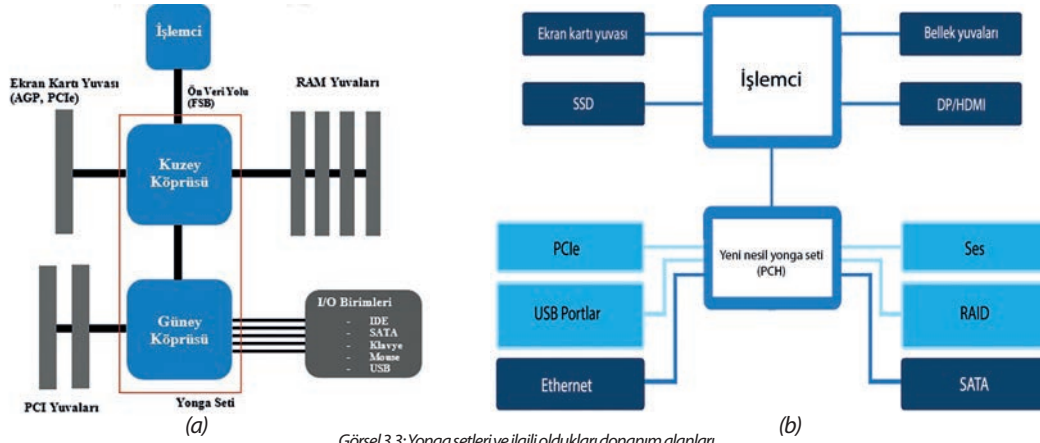 İşlemci
Ekran Kartı Yuvası
(AGP, PCIe)
Ön Veri Yolu
(FSB)
RAM Yuvaları
Kuzey
Köprüsü
Güney
Köprüsü
I/O Birimleri
- IDE
- SATA
- Klavye
- Mouse
- USB
PCI Yuvaları
Yonga Seti
(a)
Ekran kartı yuvası
Bellek yuvaları
İşlemci
SSD
DP/HDMI
PCIe
Yeni nesil yonga seti
(PCH)
Ses
USB Portlar
RAID
Ethernet
SATA
(b)
Görsel 3.3: Yonga setleri ve ilgili oldukları donanım alanları